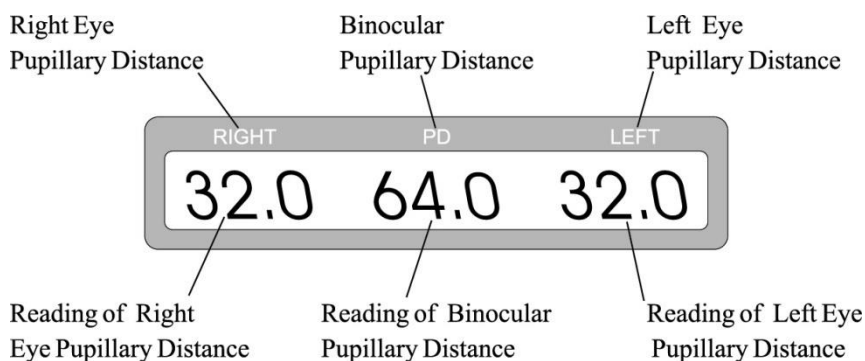 Right Eye
Pupillary Distance
Binocular
Pupillary Distance
Left Eye
Pupillary Distance
RIGHT
PD
LEFT
32.0
64.0
32.0
Reading of Right
Eye Pupillary Distance
Reading of Binocular
Pupillary Distance
Reading of Left Eye
Pupillary Distance